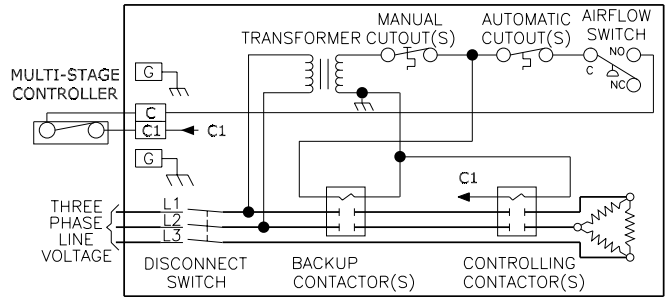 MANUAL
CUTOUT(S)
AUTOMATIC
CUTOUT(S)
AIRFLOW
SWITCH
TRANSFORMER
NO
C
NC
MULTI-STAGE
CONTROLLER
G
C
C1
C1
G
C1
THREE
PHASE
LINE
VOLTAGE
L1
L2
L3
DISCONNECT
SWITCH
BACKUP
CONTACTOR(S)
CONTROLLING
CONTACTOR(S)